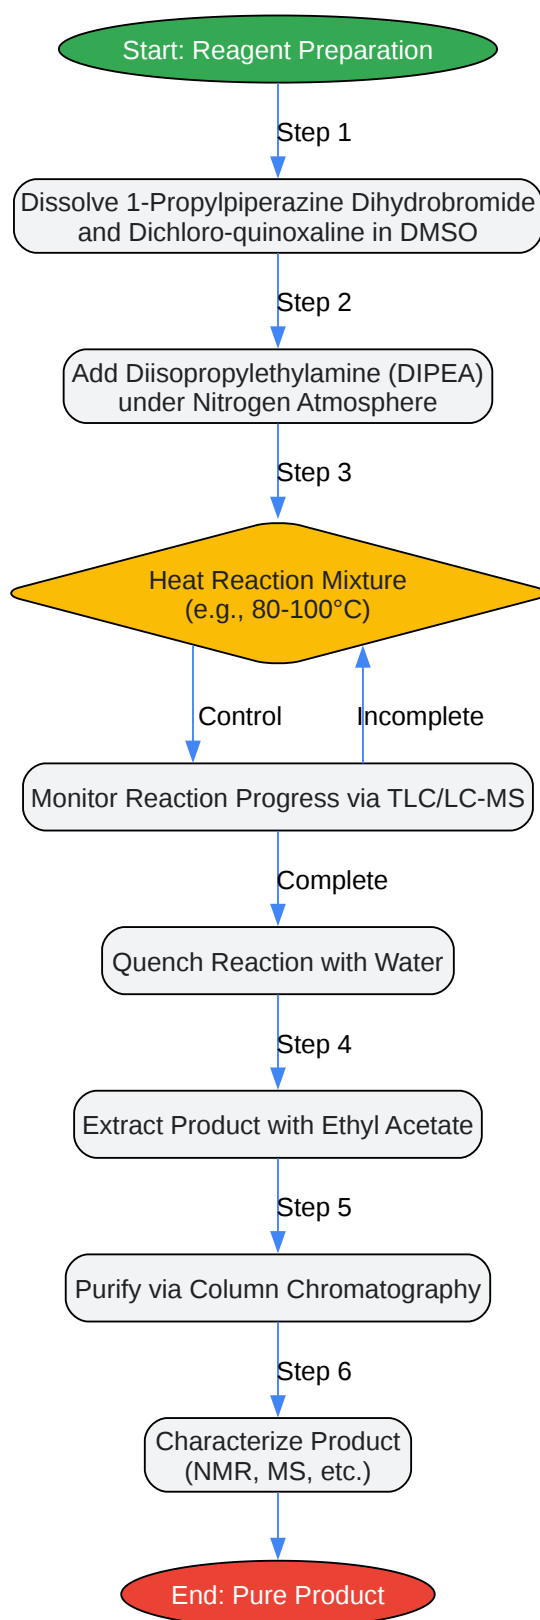 Start: Reagent Preparation
Step 1
Dissolve 1-Propylpiperazine Dihydrobromide
and Dichloro-quinoxaline in DMSO
Step 2
Add Diisopropylethylamine (DIPEA)
under Nitrogen Atmosphere
Step 3
Heat Reaction Mixture
(e.g., 80-100°C)
Control
Incomplete
Monitor Reaction Progress via TLC/LC-MS
Complete
Quench Reaction with Water
Step 4
Extract Product with Ethyl Acetate
Step 5
Purify via Column Chromatography
Step 6
Characterize Product
(NMR, MS, etc.)
End: Pure Product